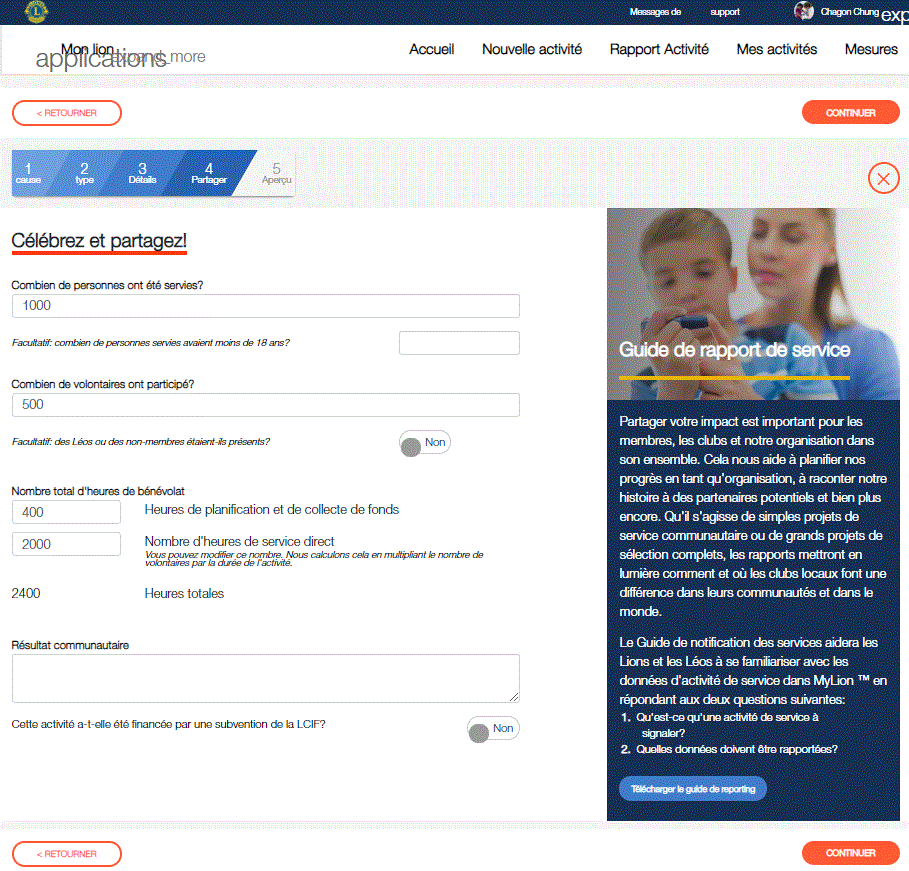 Messages de
support
Chagon Chung
exp
Mon lion
applications
expand_more
Accueil
Nouvelle activité
Rapport Activité
Mes activités
Mesures
< RETOURNER
CONTINUER
1
cause
2
type
3
Détails
4
Partager
5
Aperçu
Célébrez et partagez!
Combien de personnes ont été servies?
1000
Facultatif: combien de personnes servies avaient moins de 18 ans?
Combien de volontaires ont participé?
500
Facultatif: des Léos ou des non-membres étaient-ils présents?
Non
Nombre total d'heures de bénévolat
400
Heures de planification et de collecte de fonds
2000
Nombre d'heures de service direct
Vous pouvez modifier ce nombre. Nous calculons cela en multipliant le nombre de
volontaires par la durée de l'activité.
2400
Heures totales
Résultat communautaire
Cette activité a-t-elle été financée par une subvention de la LCIF?
Non
Guide de rapport de service
Partager votre impact est important pour les
membres, les clubs et notre organisation dans
son ensemble. Cela nous aide à planifier nos
progrès en tant qu'organisation, à raconter notre
histoire à des partenaires potentiels et bien plus
encore. Qu'il s'agisse de simples projets de
service communautaire ou de grands projets de
sélection complets, les rapports mettront en
lumière comment et où les clubs locaux font une
différence dans leurs communautés et dans le
monde.
Le Guide de notification des services aidera les
Lions et les Léos à se familiariser avec les
données d'activité de service dans MyLion ™ en
répondant aux deux questions suivantes:
1. Qu'est-ce qu'une activité de service à
signaler?
2. Quelles données doivent être rapportées?
Télécharger le guide de reporting
< RETOURNER
CONTINUER